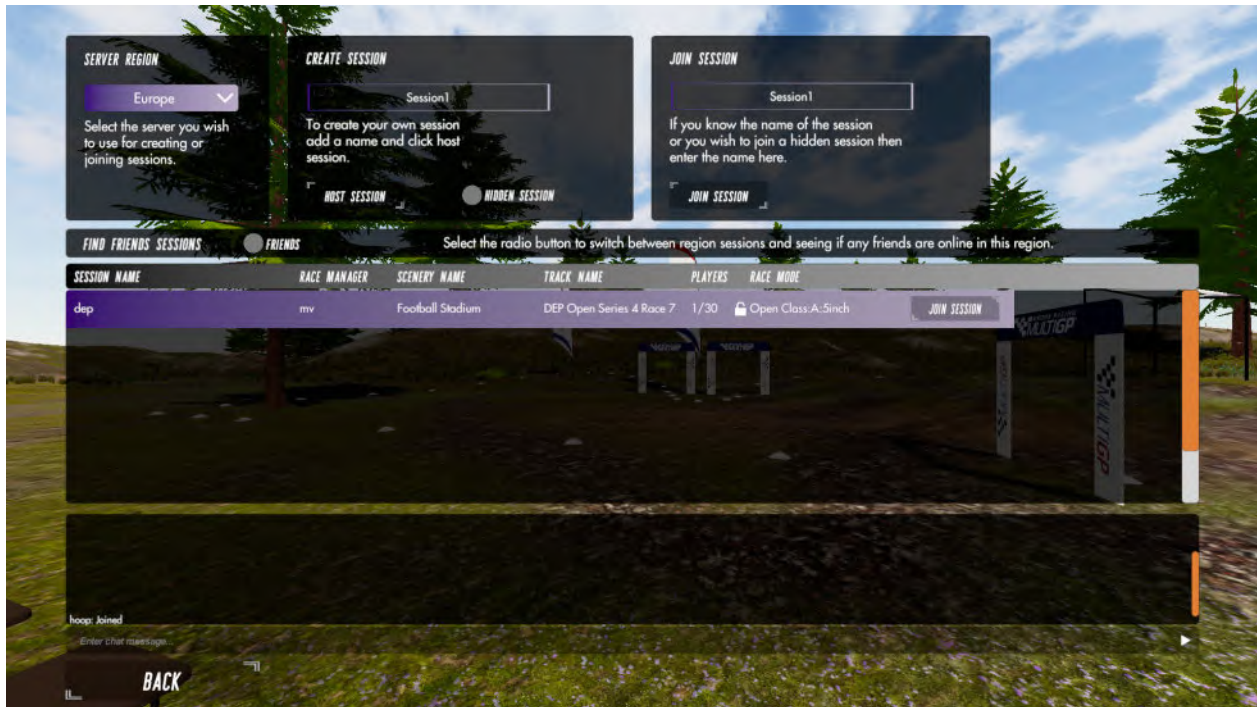 SERVER REGION
Europe
Select the server you wish
to use for creating or
joining sessions.
CREATE SESSION
Session1
To create your own session
add a name and click host
session.
HOST SESSION
HIDDEN SESSION
JOIN SESSION
Session1
If you know the name of the session
or you wish to join a hidden session then
enter the name here.
JOIN SESSION
FIND FRIENDS SESSIONS
FRIENDS
Select the radio button to switch between region sessions and seeing if any friends are online in this region.
SESSION NAME RACE MANAGER SCENERY NAME TRACK NAME PLAYERS RACE MODE
dep mv Football Stadium DEP Open Series 4 Race 7 1/30 Open Class:A:5inch JOIN SESSION
MULTIGP
MULTIGP
hoop: Joined
Enter chat message...
BACK